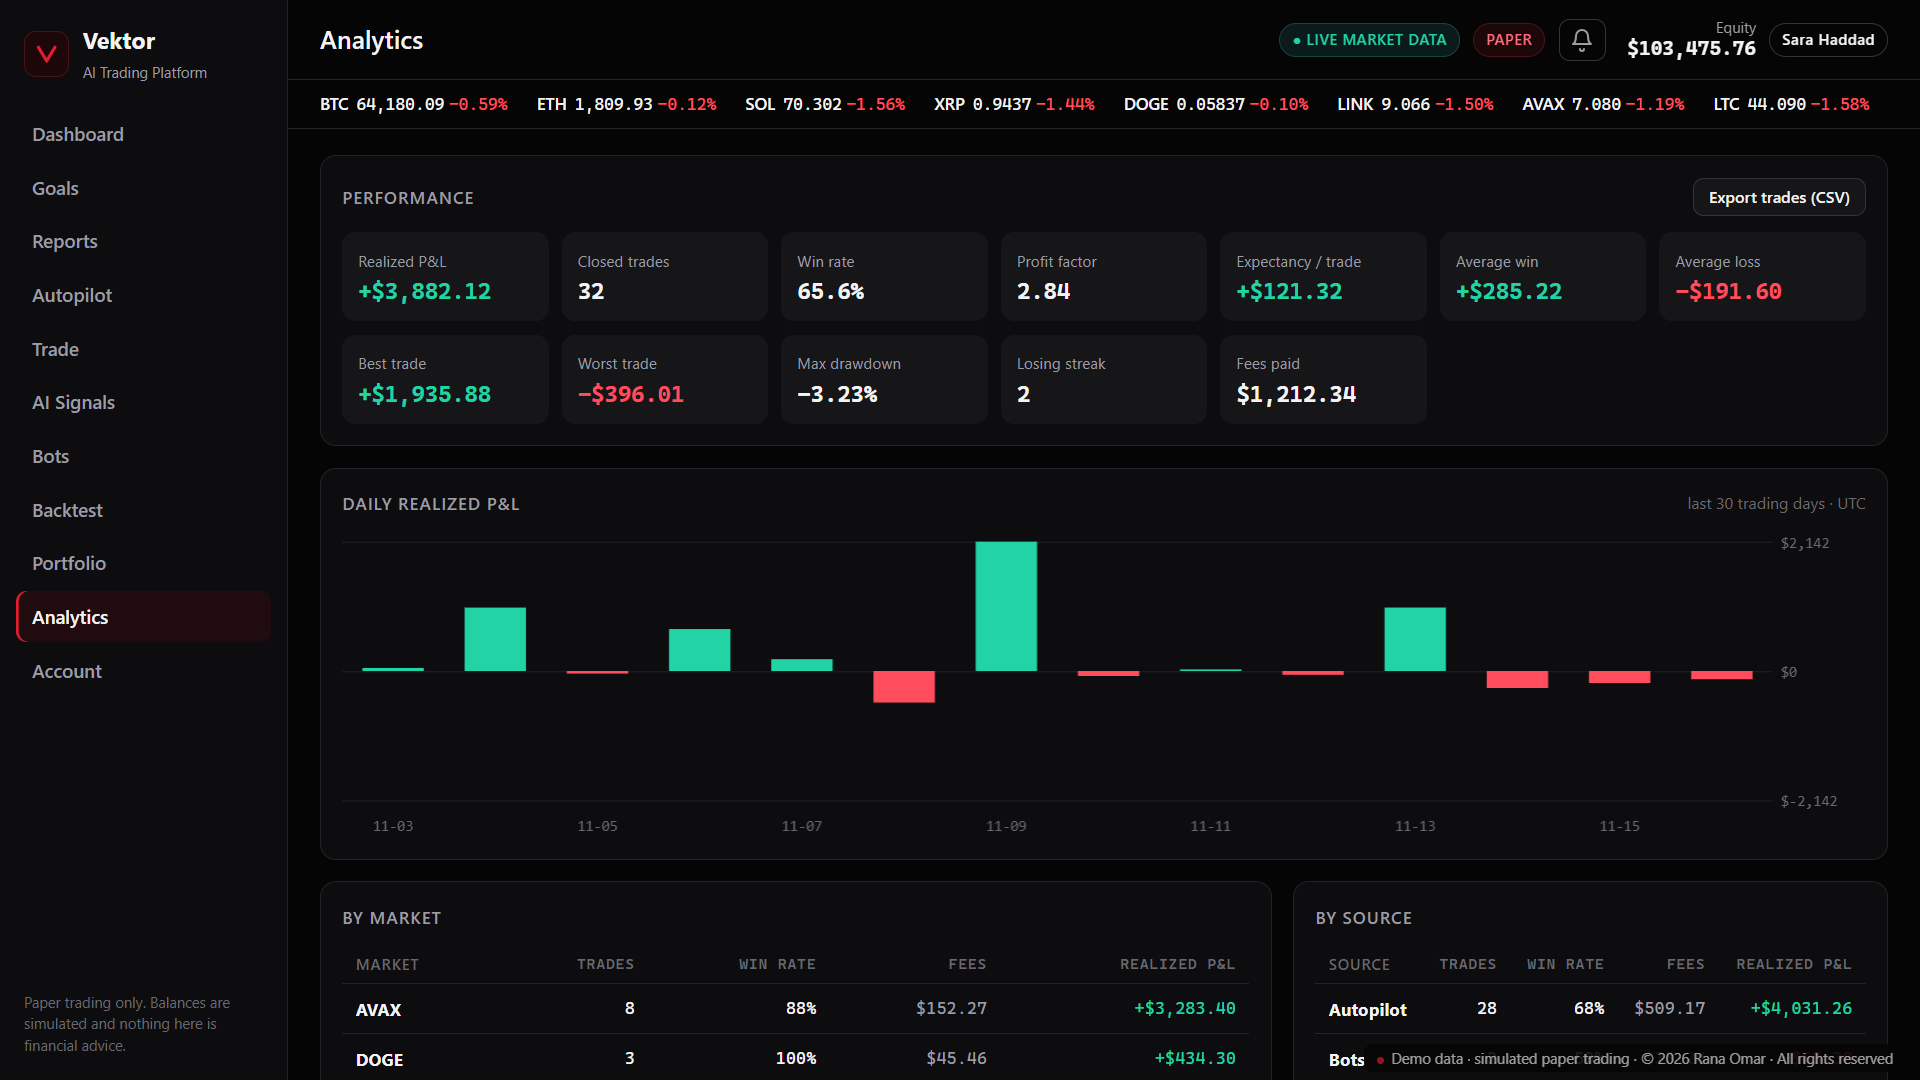 Vektor
AI Trading Platform
Dashboard
Goals
Reports
Autopilot
Trade
AI Signals
Bots
Backtest
Portfolio
Analytics
Account
Paper trading only. Balances are
simulated and nothing here is
financial advice.
Analytics
LIVE MARKET DATA
PAPER
Equity
$103,475.76
Sara Haddad
BTC 64,180.09 −0.59% ETH 1,809.93 −0.12% SOL 70.302 −1.56% XRP 0.9437 −1.44% DOGE 0.05837 −0.10% LINK 9.066 −1.50% AVAX 7.080 −1.19% LTC 44.090 −1.58%
PERFORMANCE
Export trades (CSV)
Realized P&L Closed trades Win rate Profit factor Expectancy / trade Average win Average loss
+$3,882.12 32 65.6% 2.84 +$121.32 +$285.22 −$191.60
Best trade Worst trade Max drawdown Losing streak Fees paid
+$1,935.88 −$396.01 −3.23% 2 $1,212.34
DAILY REALIZED P&L
last 30 trading days · UTC
$2,142
$0
$-2,142
11-03 11-05 11-07 11-09 11-11 11-13 11-15
BY MARKET
MARKET TRADES WIN RATE FEES REALIZED P&L
AVAX 8 88% $152.27 +$3,283.40
DOGE 3 100% $45.46 +$434.30
BY SOURCE
SOURCE TRADES WIN RATE FEES REALIZED P&L
Autopilot 28 68% $509.17 +$4,031.26
Bots
Demo data · simulated paper trading · © 2026 Rana Omar · All rights reserved